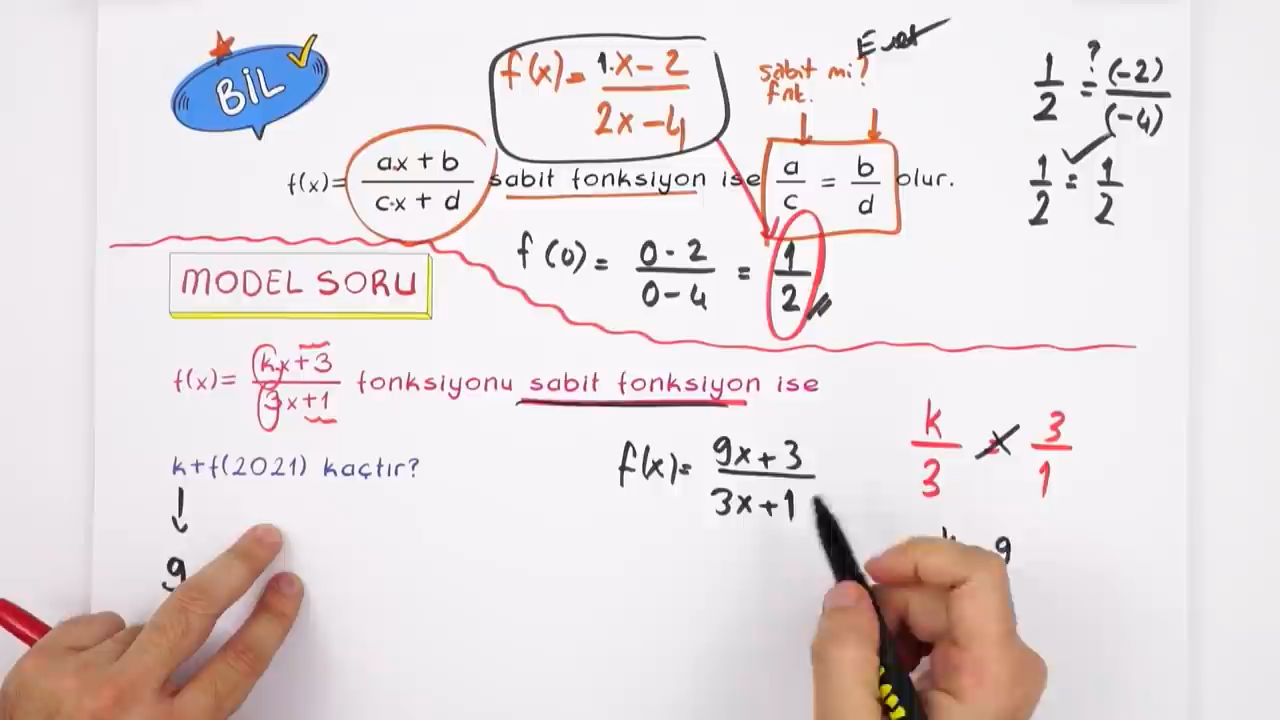 BİL
f(x)= 1·x-2 / 2x-4
sabit mi? Evet
fnk.
1/2 ?= (-2)/(-4)
1/2 = 1/2
f(x)= ax + b / c·x + d sabit fonksiyon ise a/c = b/d olur.
f(0)= 0-2 / 0-4 = 1/2
MODEL SORU
f(x)= k.x+3 / 3x+1 fonksiyonu sabit fonksiyon ise
k+f(2021) kaçtır?
9
f(x)= 9x+3 / 3x+1
k/3 3/1
9